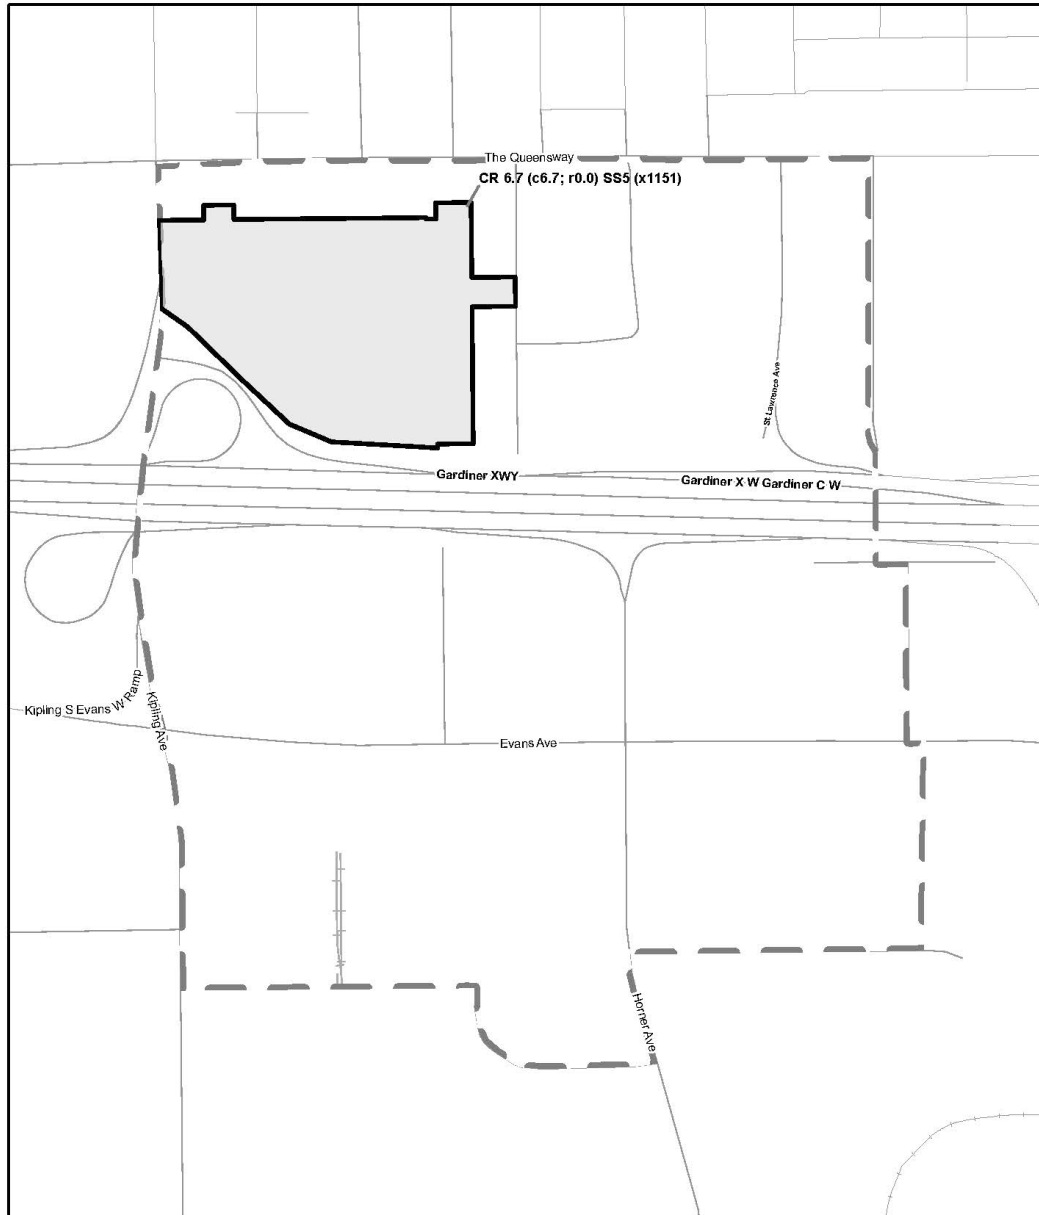 The Queensway
CR 6.7 (c6.7; r0.0) SS5 (x1151)
St Lawrence Ave
Gardiner XWY
Gardiner X W Gardiner C W
Kipling S Evans W Ramp
Kipling Ave
Evans Ave
Horner Ave